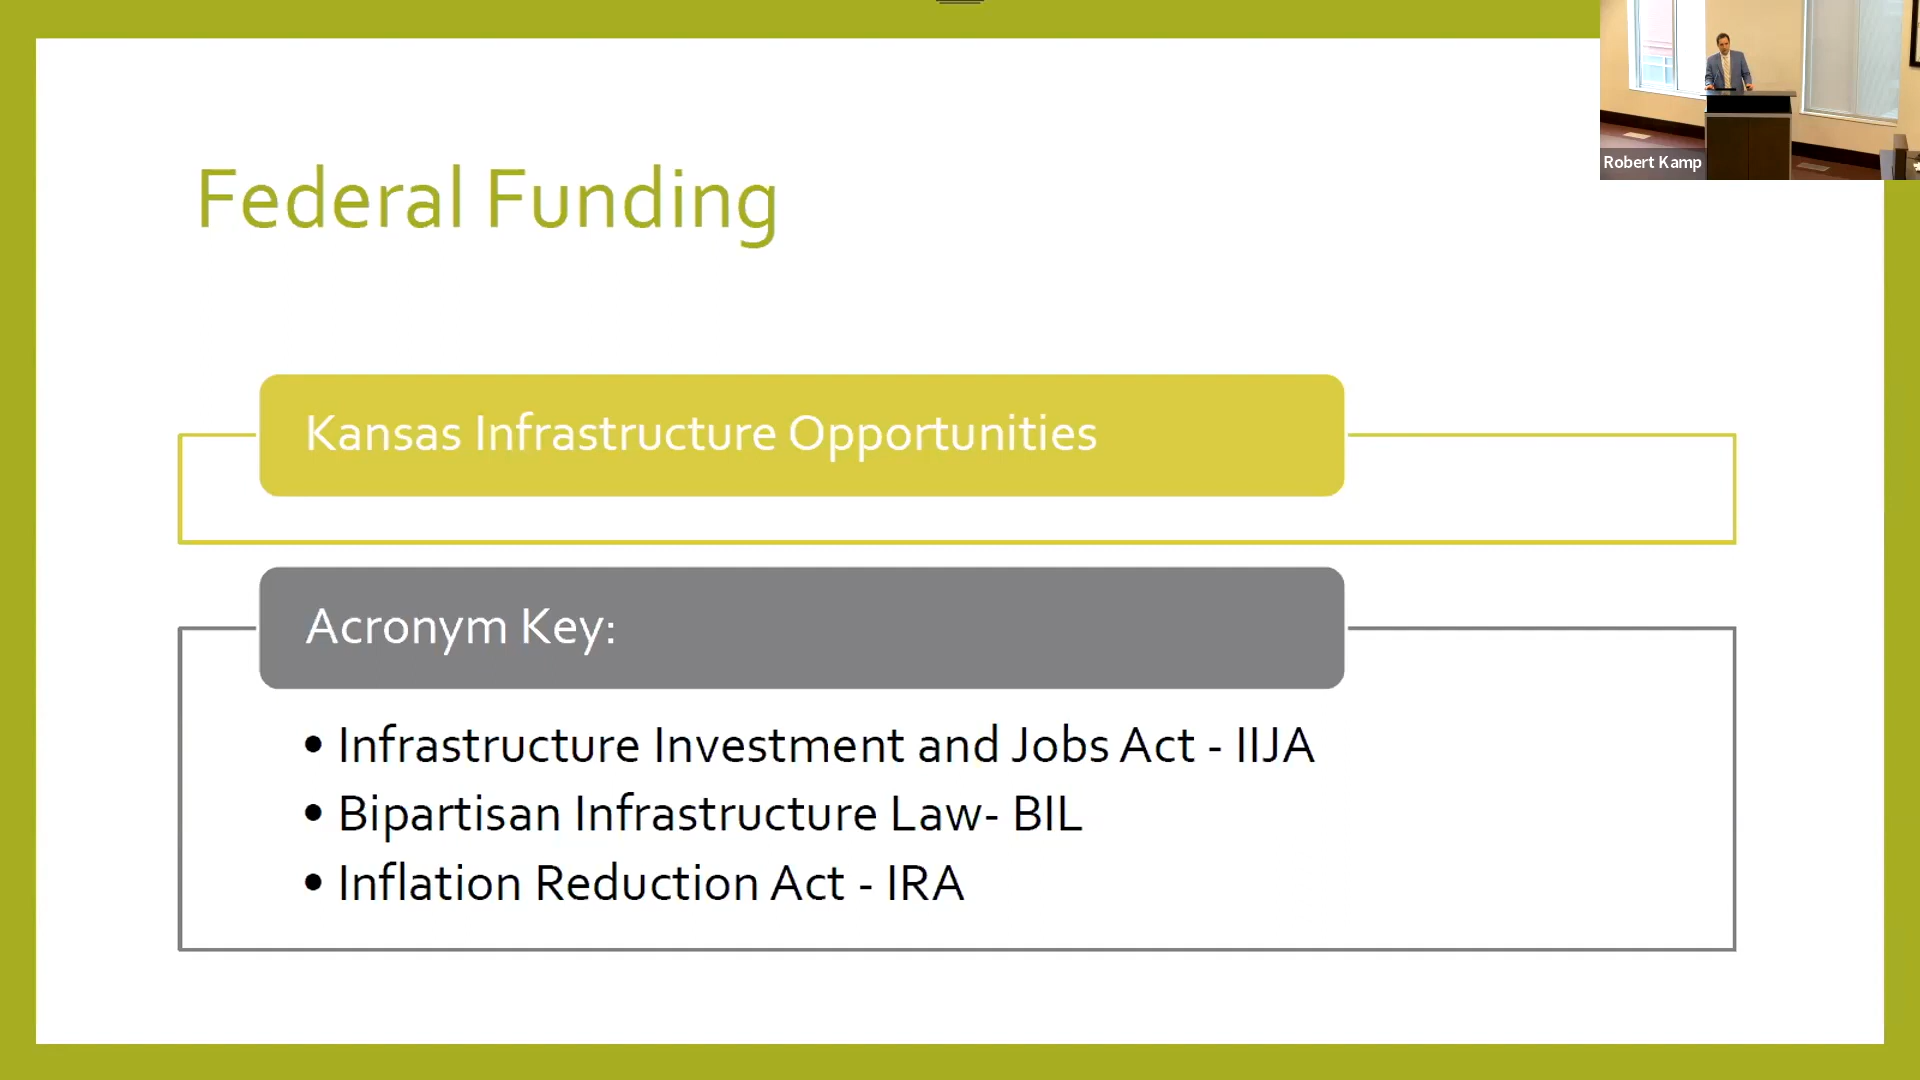 Federal Funding
Robert Kamp
Kansas Infrastructure Opportunities
Acronym Key:
• Infrastructure Investment and Jobs Act - IIJA
• Bipartisan Infrastructure Law- BIL
• Inflation Reduction Act - IRA